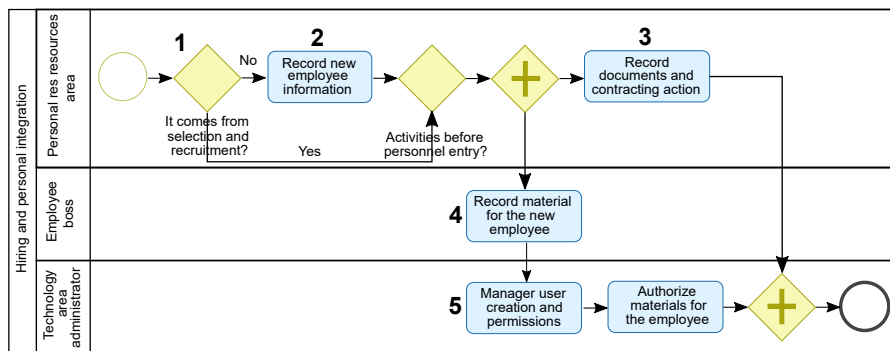 Hiring and personal integration
Personal res resources
area
1
It comes from
selection and
recruitment?
No
Yes
2
Record new
employee
information
Activities before
personnel entry?
3
Record
documents and
contracting action
Employee
boss
4
Record material
for the new
employee
Technology
area
administrator
5
Manager user
creation and
permissions
Authorize
materials for
the employee